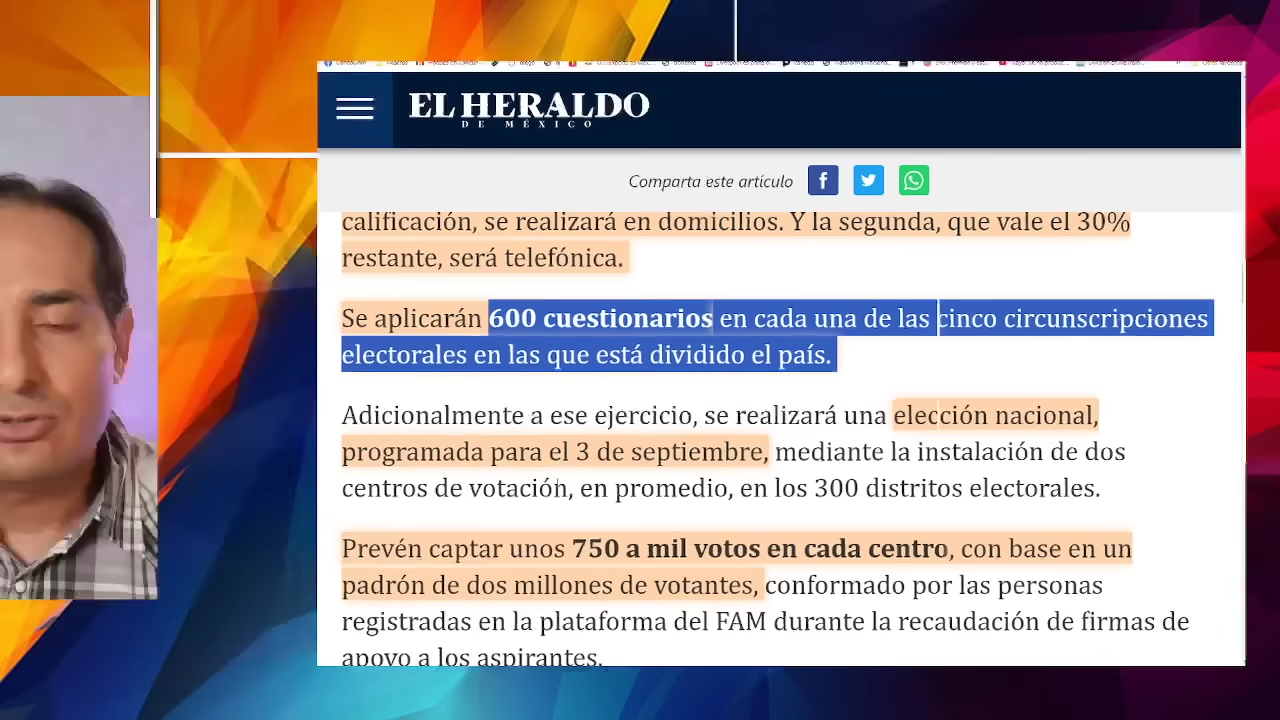 EL HERALDO
DE MÉXICO
Comparta este artículo
calificación, se realizará en domicilios. Y la segunda, que vale el 30%
restante, será telefónica.
Se aplicarán 600 cuestionarios en cada una de las cinco circunscripciones
electorales en las que está dividido el país.
Adicionalmente a ese ejercicio, se realizará una elección nacional,
programada para el 3 de septiembre, mediante la instalación de dos
centros de votación, en promedio, en los 300 distritos electorales.
Prevén captar unos 750 a mil votos en cada centro, con base en un
padrón de dos millones de votantes, conformado por las personas
registradas en la plataforma del FAM durante la recaudación de firmas de
apoyo a los aspirantes.